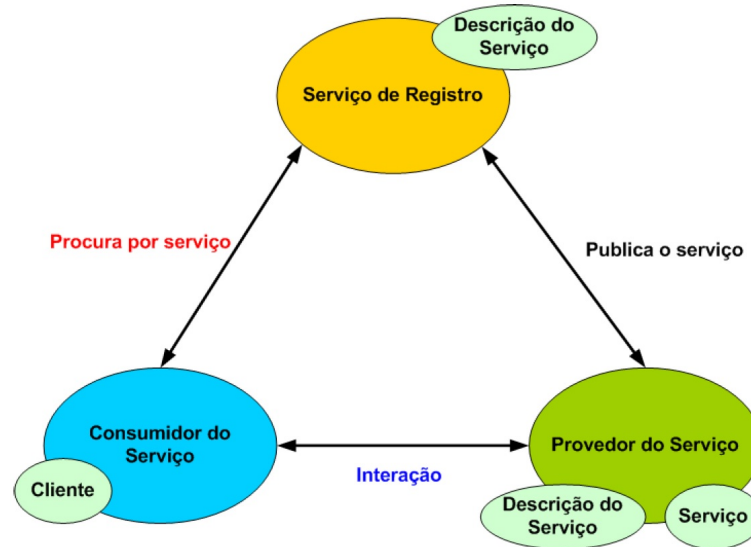 Descrição do
Serviço
Serviço de Registro
Procura por serviço
Publica o serviço
Consumidor do
Serviço
Cliente
Interação
Provedor do Serviço
Descrição do
Serviço
Serviço